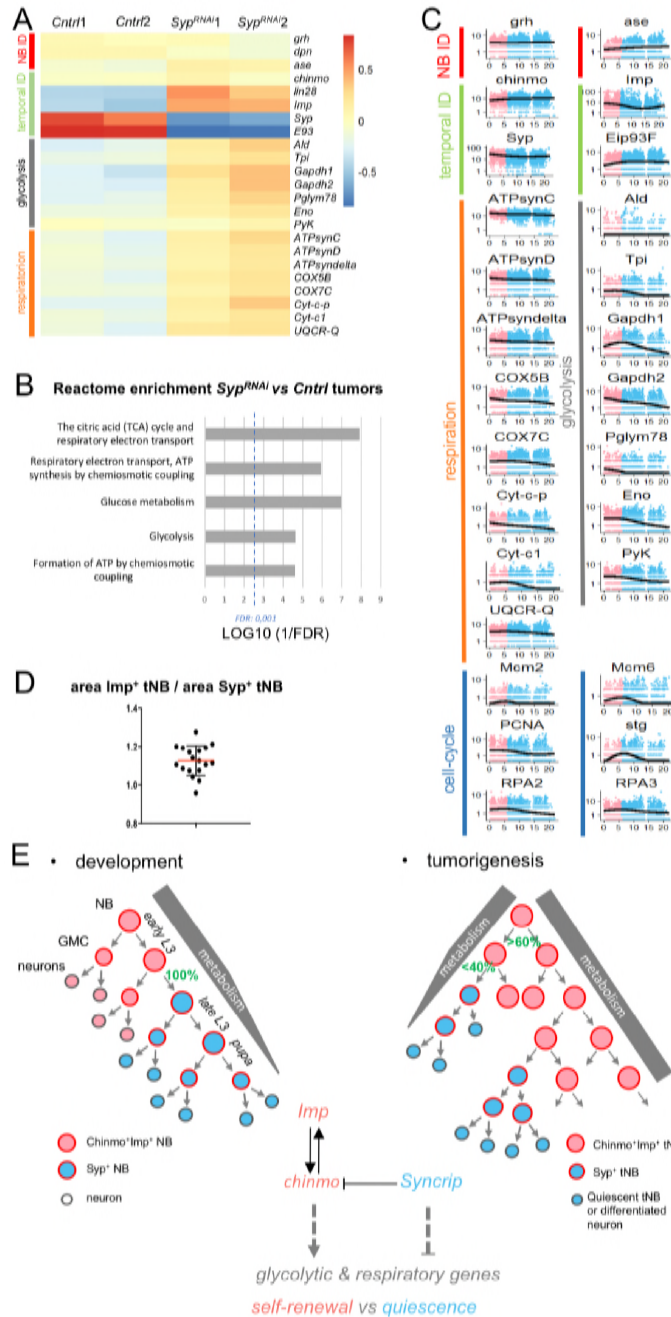 A
Cntrl1 Cntrl2 Syp^RNAi1 Syp^RNAi2
NB ID
temporal ID
glycolysis
respiratorion
grh
dpn
ase
chinmo
lin28
Imp
Syp
E93
Ald
Tpi
Gapdh1
Gapdh2
Pglym78
Eno
PyK
ATPsynC
ATPsynD
ATPsyndelta
COX5B
COX7C
Cyt-c-p
Cyt-c1
UQCR-Q
0.5
0
-0.5
B
Reactome enrichment Syp^RNAi vs Cntrl tumors
The citric acid (TCA) cycle and
respiratory electron transport
Respiratory electron transport, ATP
synthesis by chemiosmotic coupling
Glucose metabolism
Glycolysis
Formation of ATP by chemiosmotic
coupling
0 1 2 3 4 5 6 7 8 9
FDR: 0,001
LOG10 (1/FDR)
C
NB ID
temporal ID
respiration
glycolysis
cell-cycle
grh
ase
chinmo
Imp
Syp
Eip93F
ATPsynC
Ald
ATPsynD
Tpi
ATPsyndelta
Gapdh1
COX5B
Gapdh2
COX7C
Pglym78
Cyt-c-p
Eno
Cyt-c1
PyK
UQCR-Q
Mcm2
Mcm6
PCNA
stg
RPA2
RPA3
D
area Imp⁺ tNB / area Syp⁺ tNB
1.4
1.2
1.0
0.8
E
• development
NB
GMC
neurons
early L3
100%
late L3
pupa
metabolism
Chinmo⁺Imp⁺ NB
Syp⁺ NB
neuron
• tumorigenesis
metabolism
>60%
<40%
metabolism
Chinmo⁺Imp⁺ tN
Syp⁺ tNB
Quiescent tNB
or differentiated
neuron
Imp
chinmo
Syncrip
glycolytic & respiratory genes
self-renewal vs quiescence